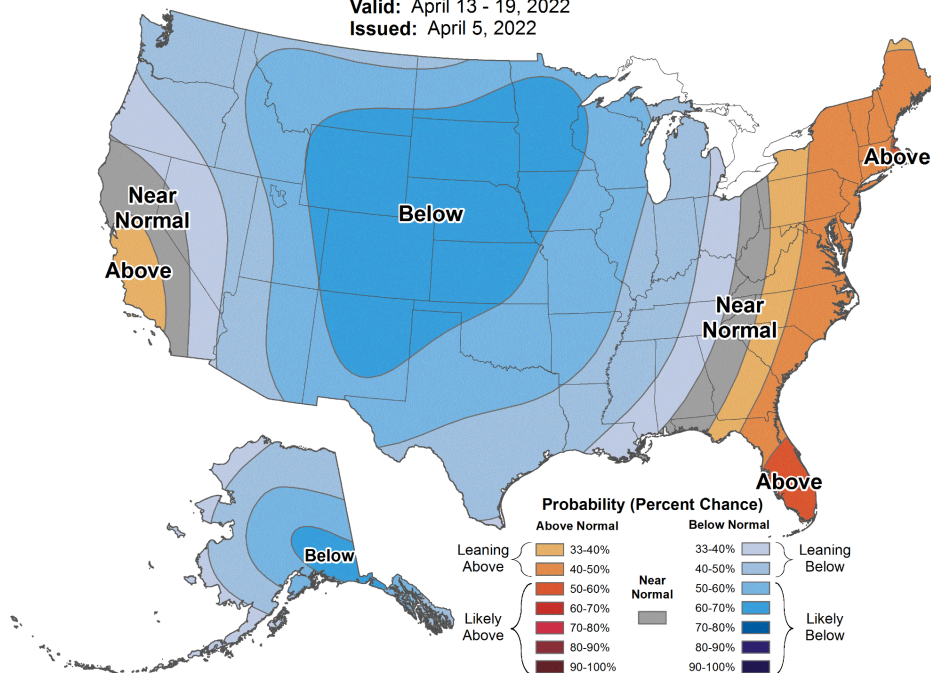 Valid: April 13 - 19, 2022
Issued: April 5, 2022
Above
Near
Normal
Below
Above
Near
Normal
Above
Below
Probability (Percent Chance)
Above Normal
Below Normal
Leaning
Above
33-40%
40-50%
50-60%
60-70%
70-80%
80-90%
90-100%
Likely
Above
Near
Normal
33-40%
40-50%
50-60%
60-70%
70-80%
80-90%
90-100%
Leaning
Below
Likely
Below